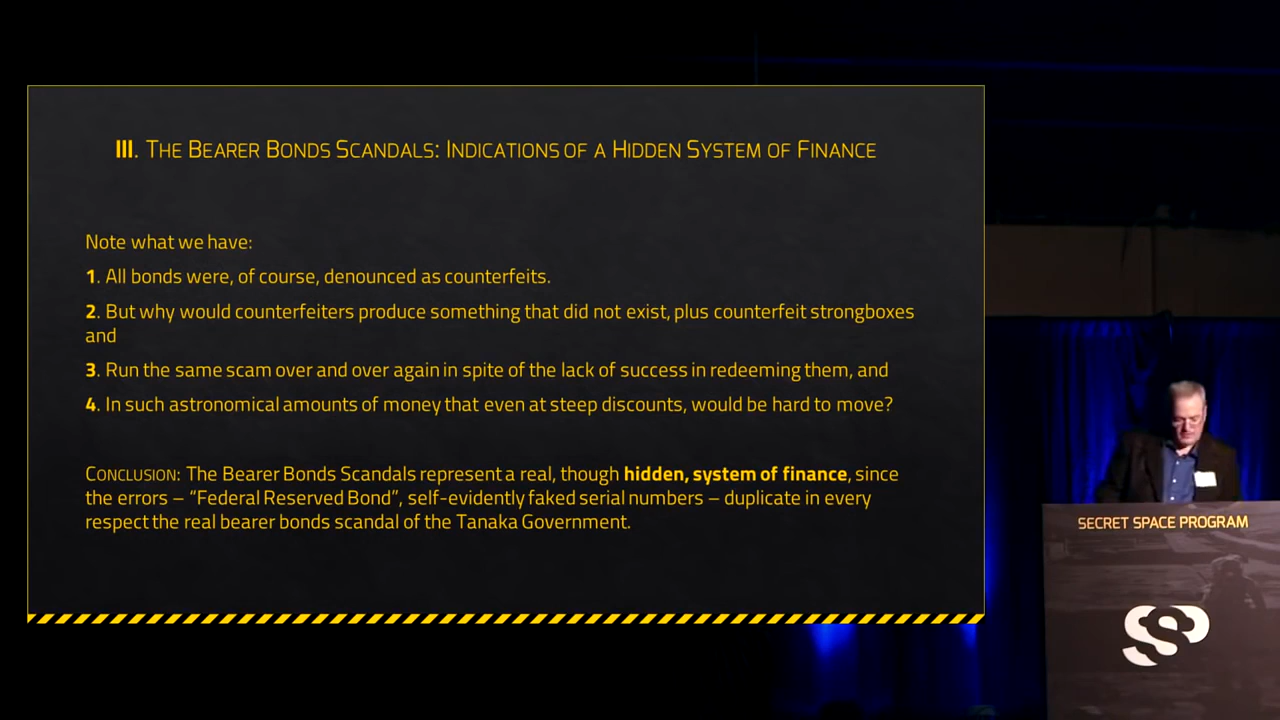 III. THE BEARER BONDS SCANDALS: INDICATIONS OF A HIDDEN SYSTEM OF FINANCE
Note what we have:
1. All bonds were, of course, denounced as counterfeits.
2. But why would counterfeiters produce something that did not exist, plus counterfeit strongboxes
and
3. Run the same scam over and over again in spite of the lack of success in redeeming them, and
4. In such astronomical amounts of money that even at steep discounts, would be hard to move?
CONCLUSION: The Bearer Bonds Scandals represent a real, though hidden, system of finance, since
the errors – “Federal Reserved Bond”, self-evidently faked serial numbers – duplicate in every
respect the real bearer bonds scandal of the Tanaka Government.
SECRET SPACE PROGRAM
SSP